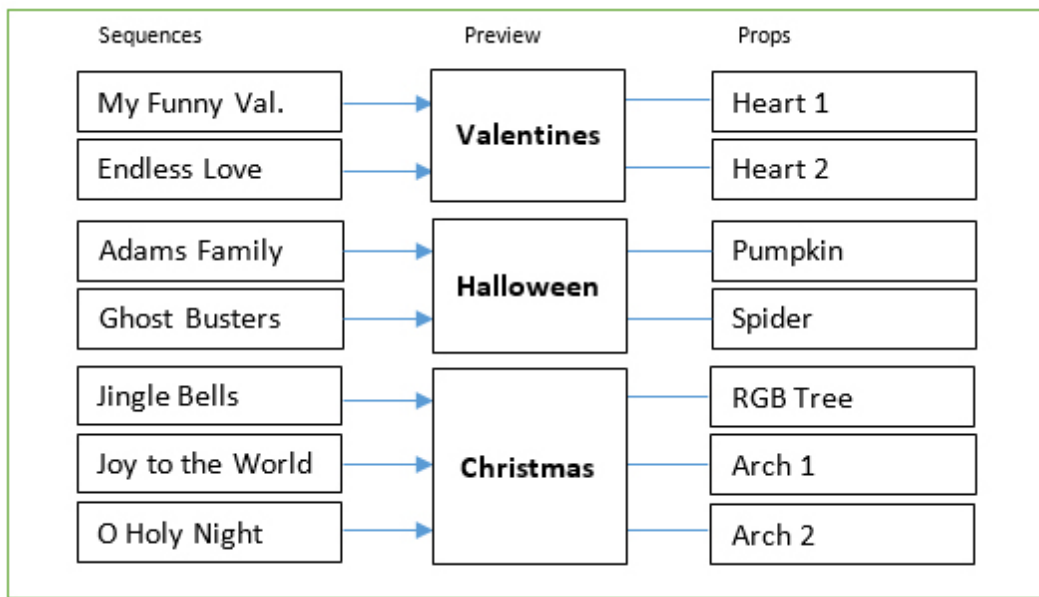 Sequences Preview Props
My Funny Val. Heart 1
Valentines
Endless Love Heart 2
Adams Family Pumpkin
Halloween
Ghost Busters Spider
Jingle Bells RGB Tree
Joy to the World Christmas Arch 1
O Holy Night Arch 2